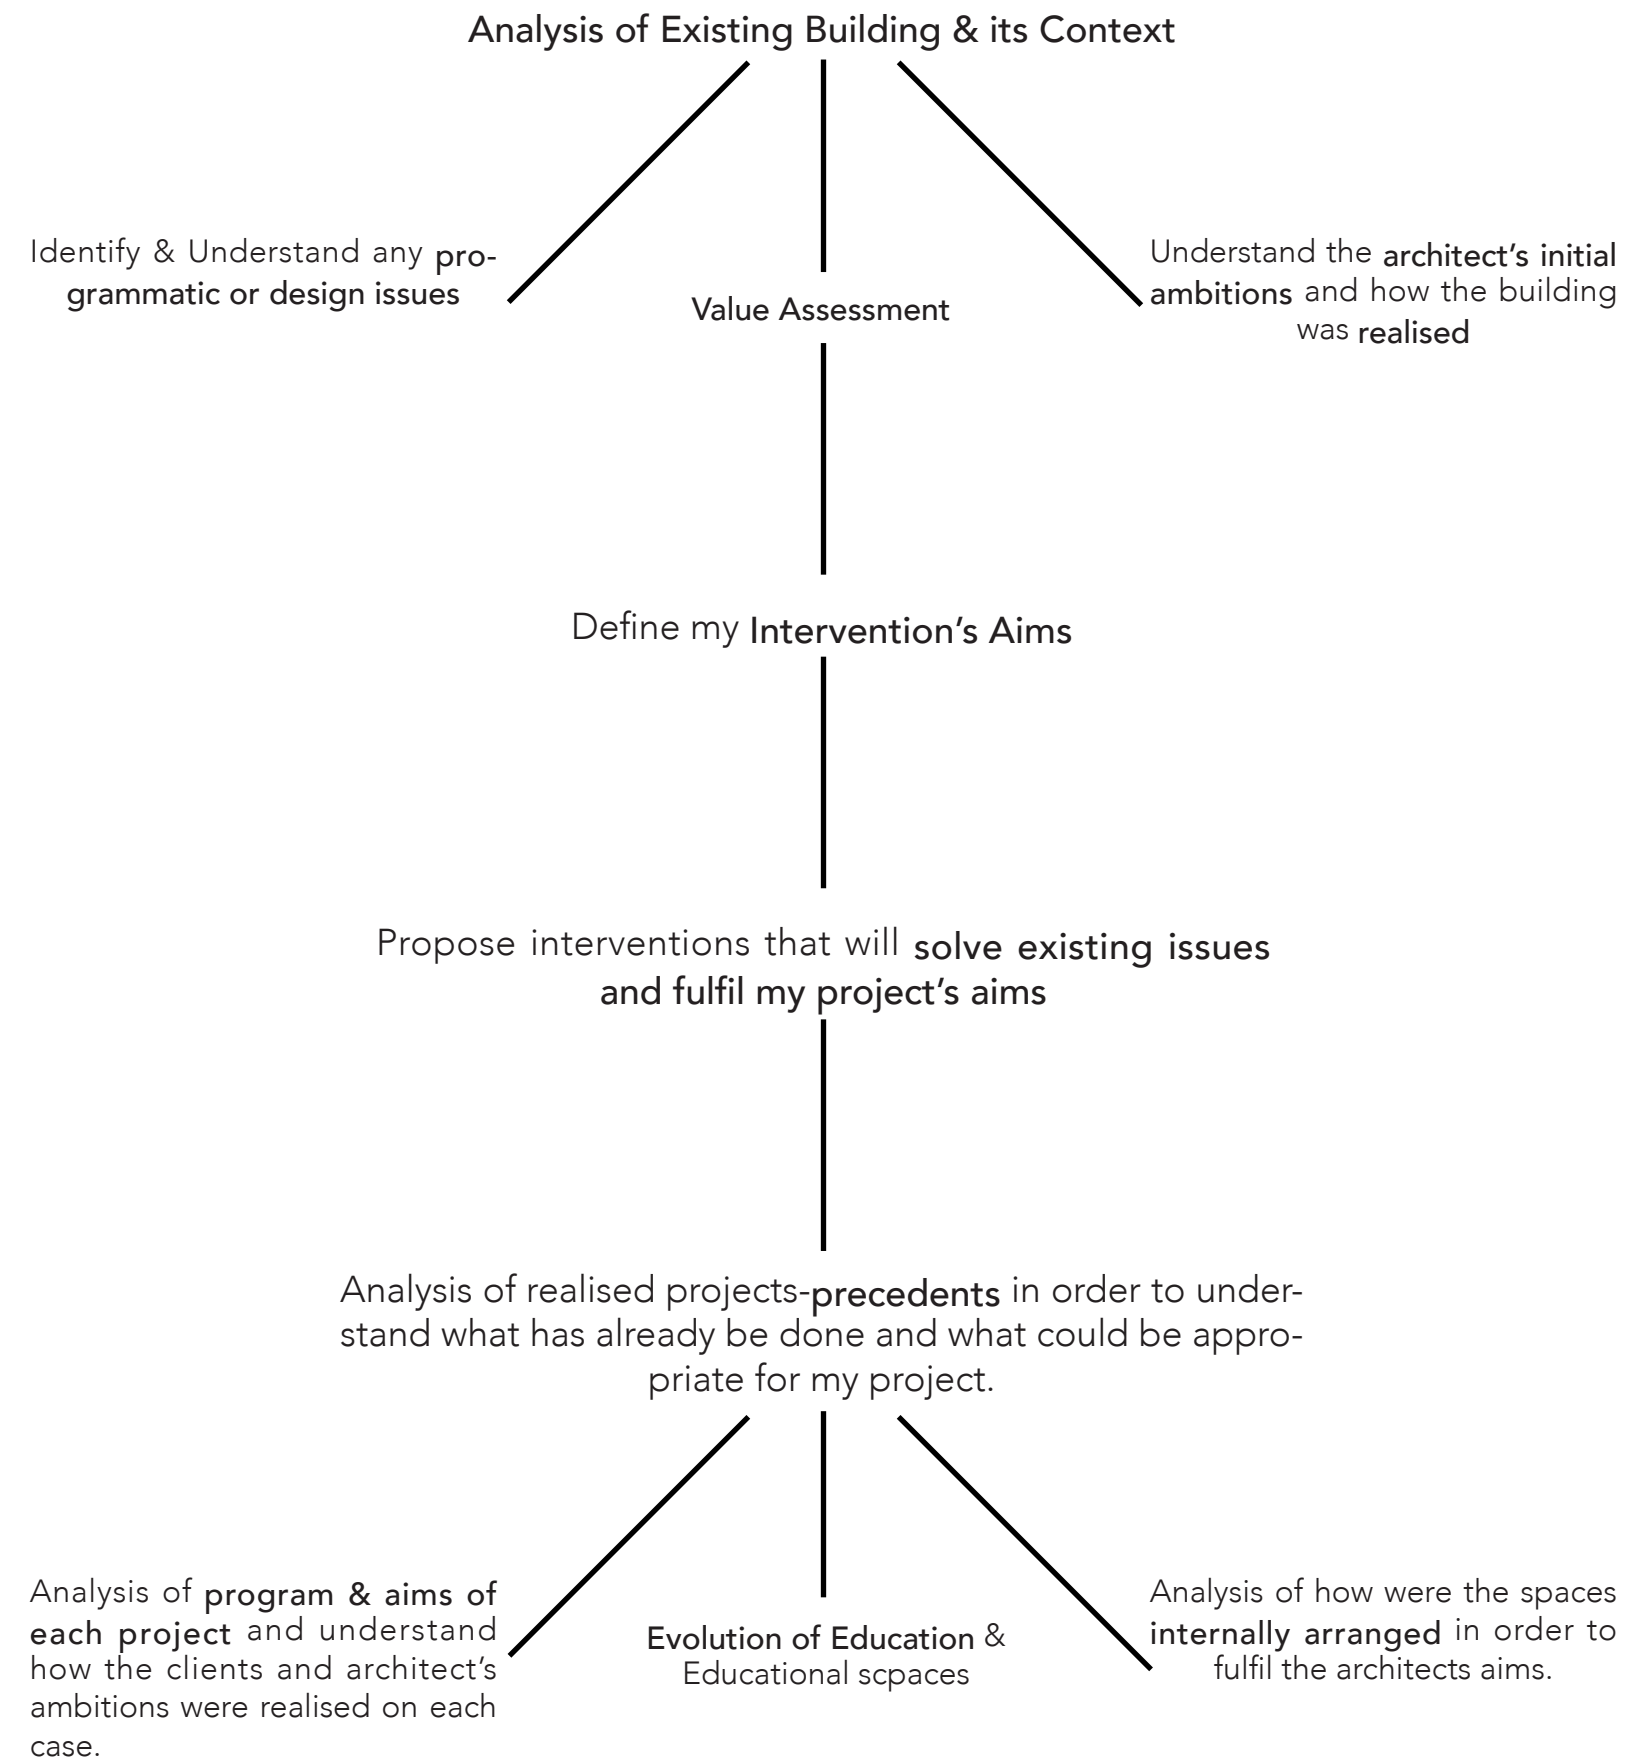 Analysis of Existing Building & its Context
Identify & Understand any pro-
grammatic or design issues
Value Assessment
Understand the architect’s initial
ambitions and how the building
was realised
Define my Intervention’s Aims
Propose interventions that will solve existing issues
and fulfil my project’s aims
Analysis of realised projects-precedents in order to under-
stand what has already be done and what could be appro-
priate for my project.
Analysis of program & aims of
each project and understand
how the clients and architect’s
ambitions were realised on each
case.
Evolution of Education &
Educational scpaces
Analysis of how were the spaces
internally arranged in order to
fulfil the architects aims.